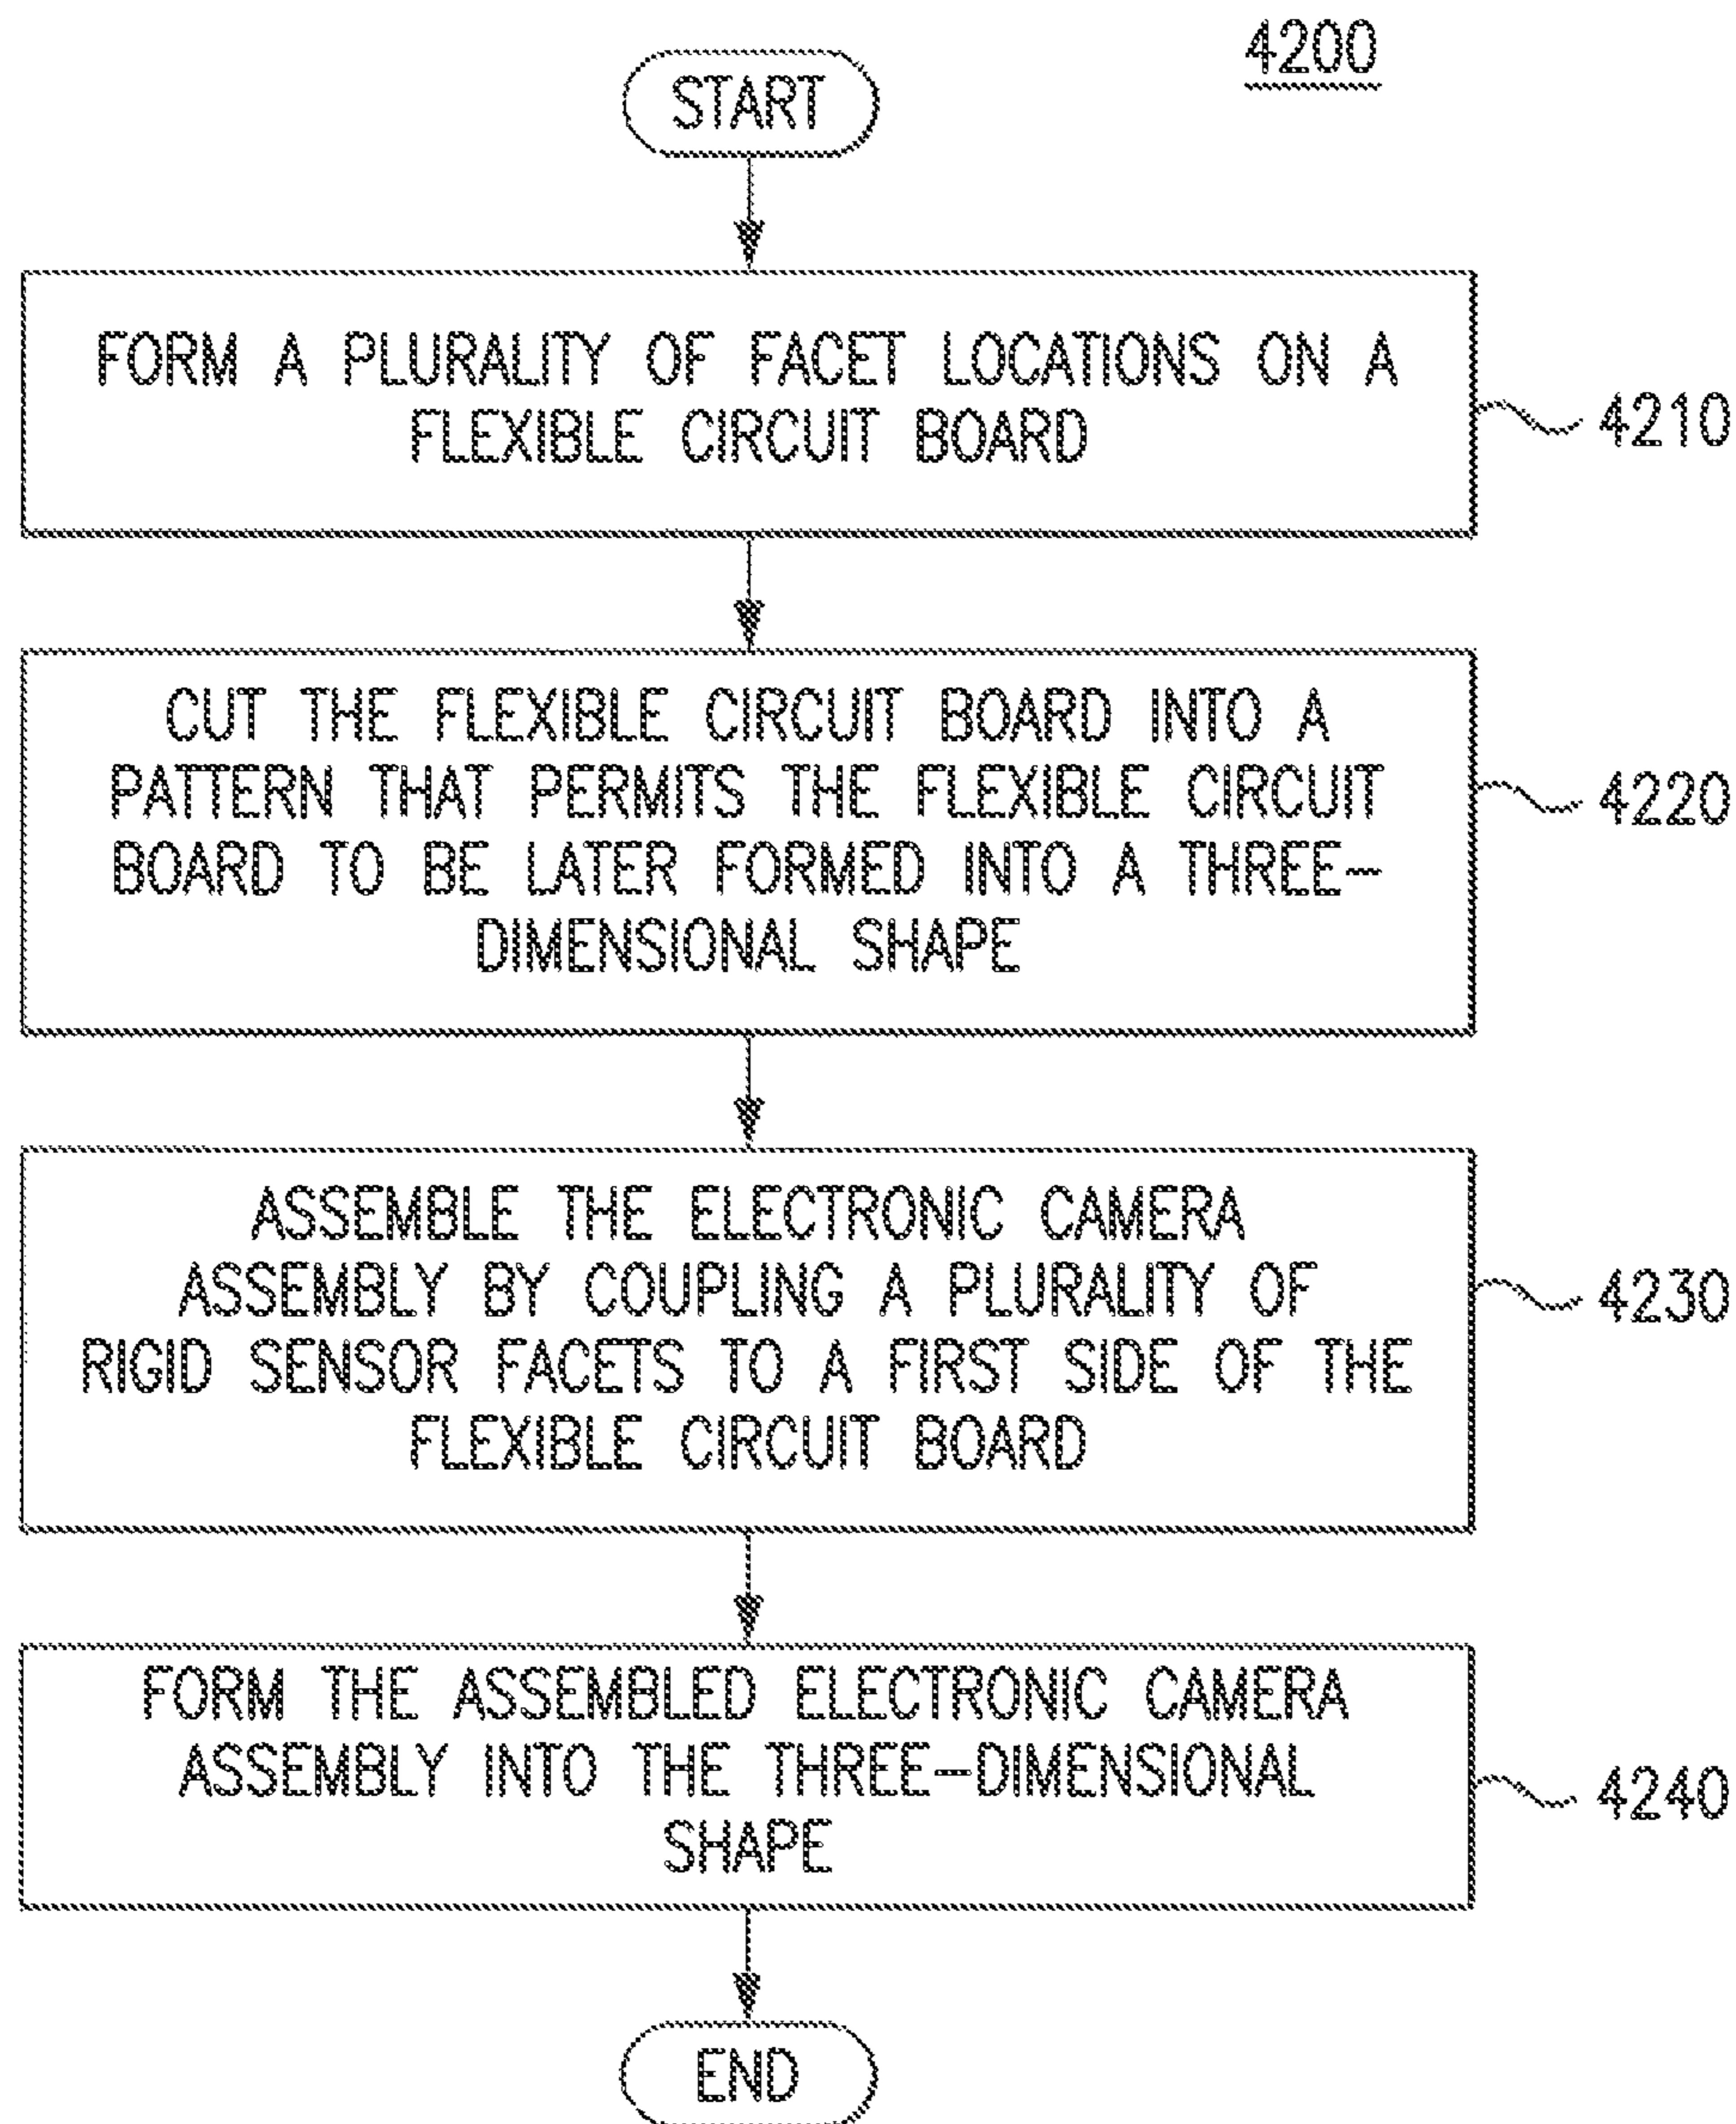 4200
START
FORM A PLURALITY OF FACET LOCATIONS ON A
FLEXIBLE CIRCUIT BOARD
4210
CUT THE FLEXIBLE CIRCUIT BOARD INTO A
PATTERN THAT PERMITS THE FLEXIBLE CIRCUIT
BOARD TO BE LATER FORMED INTO A THREE-
DIMENSIONAL SHAPE
4220
ASSEMBLE THE ELECTRONIC CAMERA
ASSEMBLY BY COUPLING A PLURALITY OF
RIGID SENSOR FACETS TO A FIRST SIDE OF THE
FLEXIBLE CIRCUIT BOARD
4230
FORM THE ASSEMBLED ELECTRONIC CAMERA
ASSEMBLY INTO THE THREE-DIMENSIONAL
SHAPE
4240
END